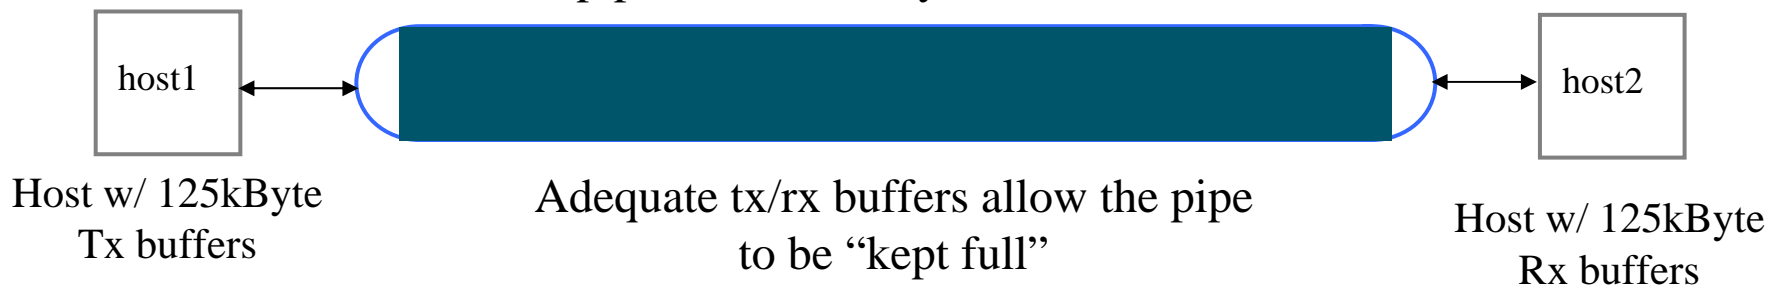 host1
host2
Host w/ 125kByte
Tx buffers
Adequate tx/rx buffers allow the pipe
to be “kept full”
Host w/ 125kByte
Rx buffers